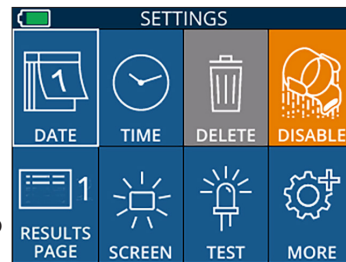 SETTINGS
1
DATE
TIME
DELETE
DISABLE
1
RESULTS
PAGE
SCREEN
TEST
MORE